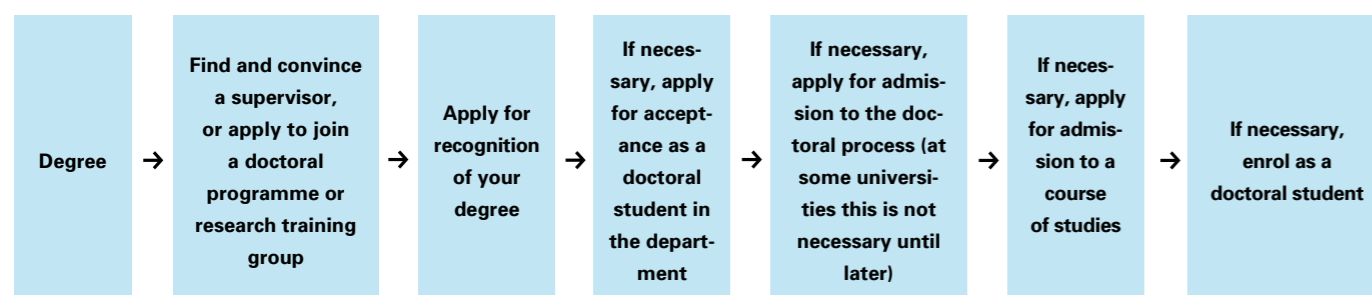 Degree
→
Find and convince
a supervisor,
or apply to join
a doctoral
programme or
research training
group
→
Apply for
recognition
of your
degree
→
If neces-
sary, apply
for accept-
ance as a
doctoral
student in
the depart-
ment
→
If necessary,
apply for admis-
sion to the doc-
toral process (at
some universi-
ties this is not
necessary until
later)
→
If neces-
sary, apply
for admis-
sion to a
course
of studies
→
If necessary,
enrol as a
doctoral student